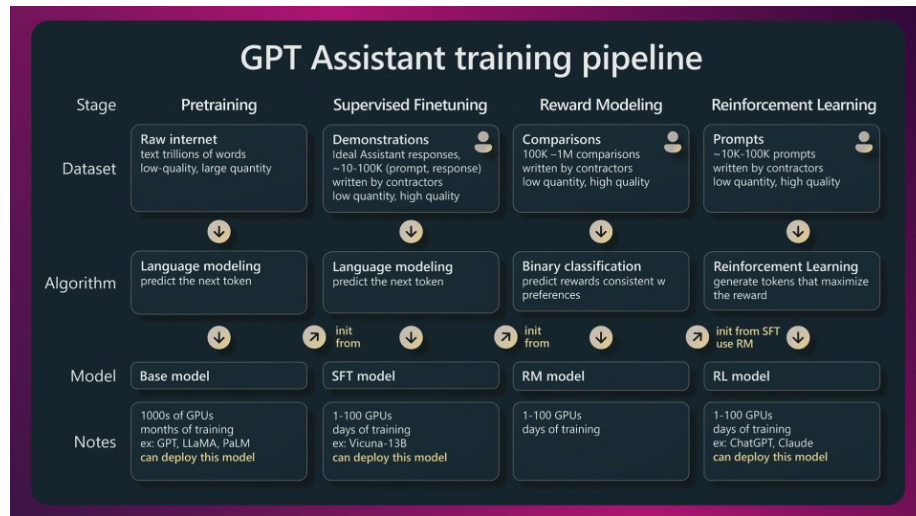 GPT Assistant training pipeline
Stage
Pretraining
Supervised Finetuning
Reward Modeling
Reinforcement Learning
Dataset
Raw internet
text trillions of words
low-quality, large quantity
Demonstrations
Ideal Assistant responses,
~10-100K (prompt, response)
written by contractors
low quantity, high quality
Comparisons
100K –1M comparisons
written by contractors
low quantity, high quality
Prompts
~10K-100K prompts
written by contractors
low quantity, high quality
Algorithm
Language modeling
predict the next token
Language modeling
predict the next token
Binary classification
predict rewards consistent w
preferences
Reinforcement Learning
generate tokens that maximize
the reward
init
from
init
from
init from SFT
use RM
Model
Base model
SFT model
RM model
RL model
Notes
1000s of GPUs
months of training
ex: GPT, LLaMA, PaLM
can deploy this model
1-100 GPUs
days of training
ex: Vicuna-13B
can deploy this model
1-100 GPUs
days of training
1-100 GPUs
days of training
ex: ChatGPT, Claude
can deploy this model